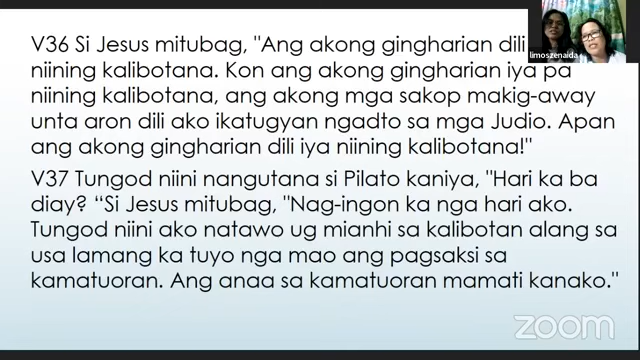 limoszenaida
V36 Si Jesus mitubag, "Ang akong gingharian dili
niining kalibotana. Kon ang akong gingharian iya pa
niining kalibotana, ang akong mga sakop makig-away
unta aron dili ako ikatugyan ngadto sa mga Judio. Apan
ang akong gingharian dili iya niining kalibotana!"
V37 Tungod niini nangutana si Pilato kaniya, "Hari ka ba
diay? “Si Jesus mitubag, "Nag-ingon ka nga hari ako.
Tungod niini ako natawo ug mianhi sa kalibotan alang sa
usa lamang ka tuyo nga mao ang pagsaksi sa
kamatuoran. Ang anaa sa kamatuoran mamati kanako."
zoom